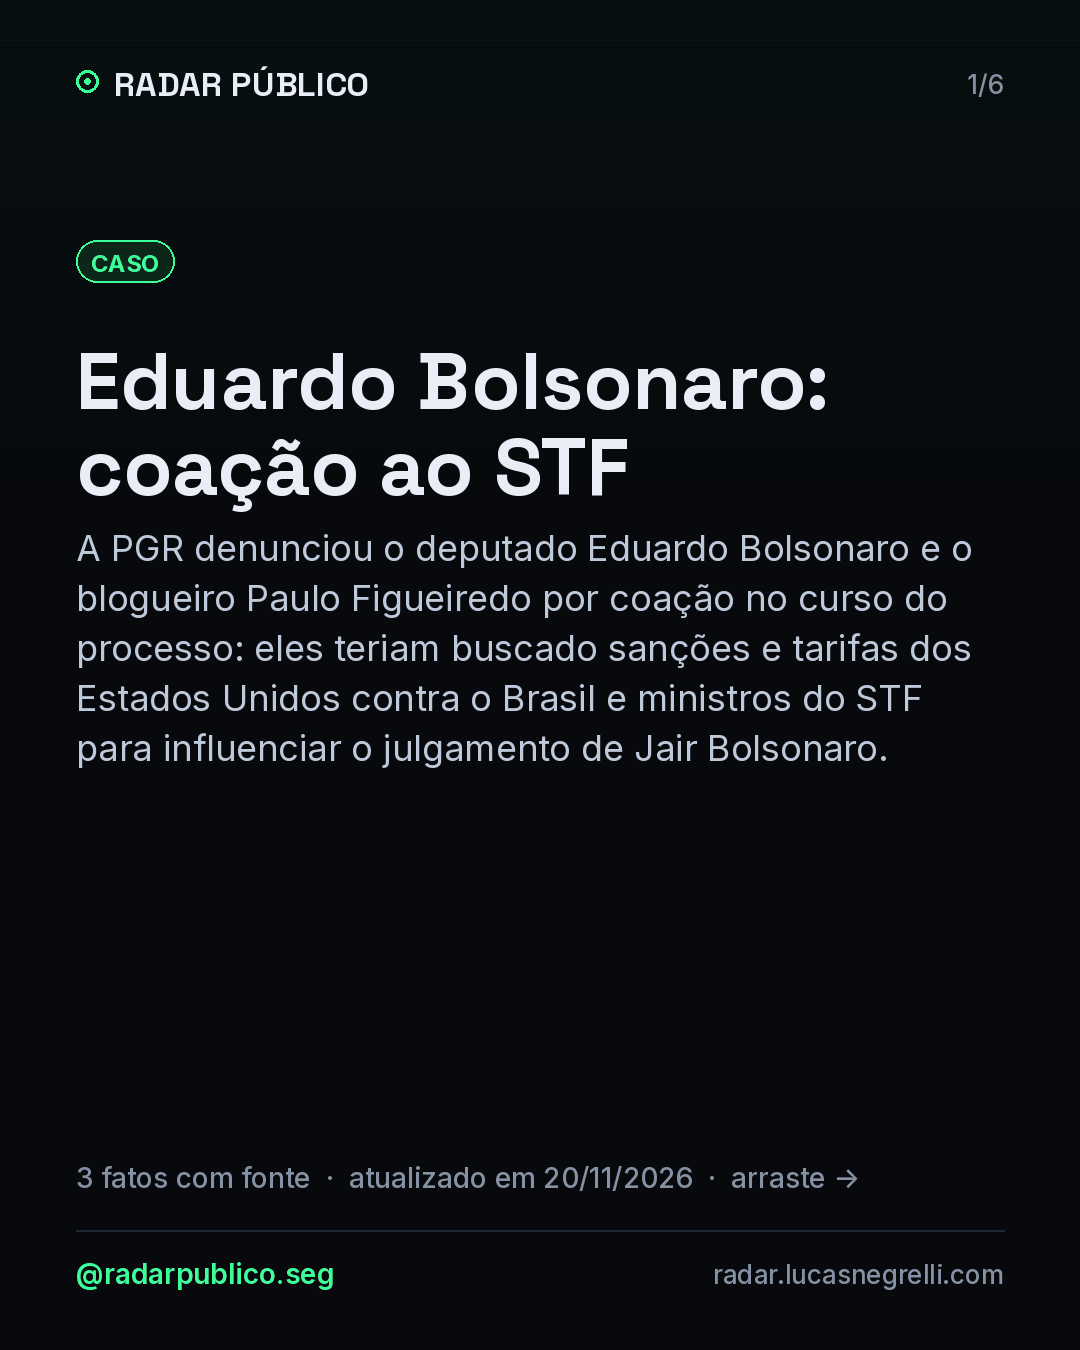 RADAR PÚBLICO
1/6
CASO
Eduardo Bolsonaro:
coação ao STF
A PGR denunciou o deputado Eduardo Bolsonaro e o
blogueiro Paulo Figueiredo por coação no curso do
processo: eles teriam buscado sanções e tarifas dos
Estados Unidos contra o Brasil e ministros do STF
para influenciar o julgamento de Jair Bolsonaro.
3 fatos com fonte · atualizado em 20/11/2026 · arraste →
@radarpublico.seg
radar.lucasnegrelli.com